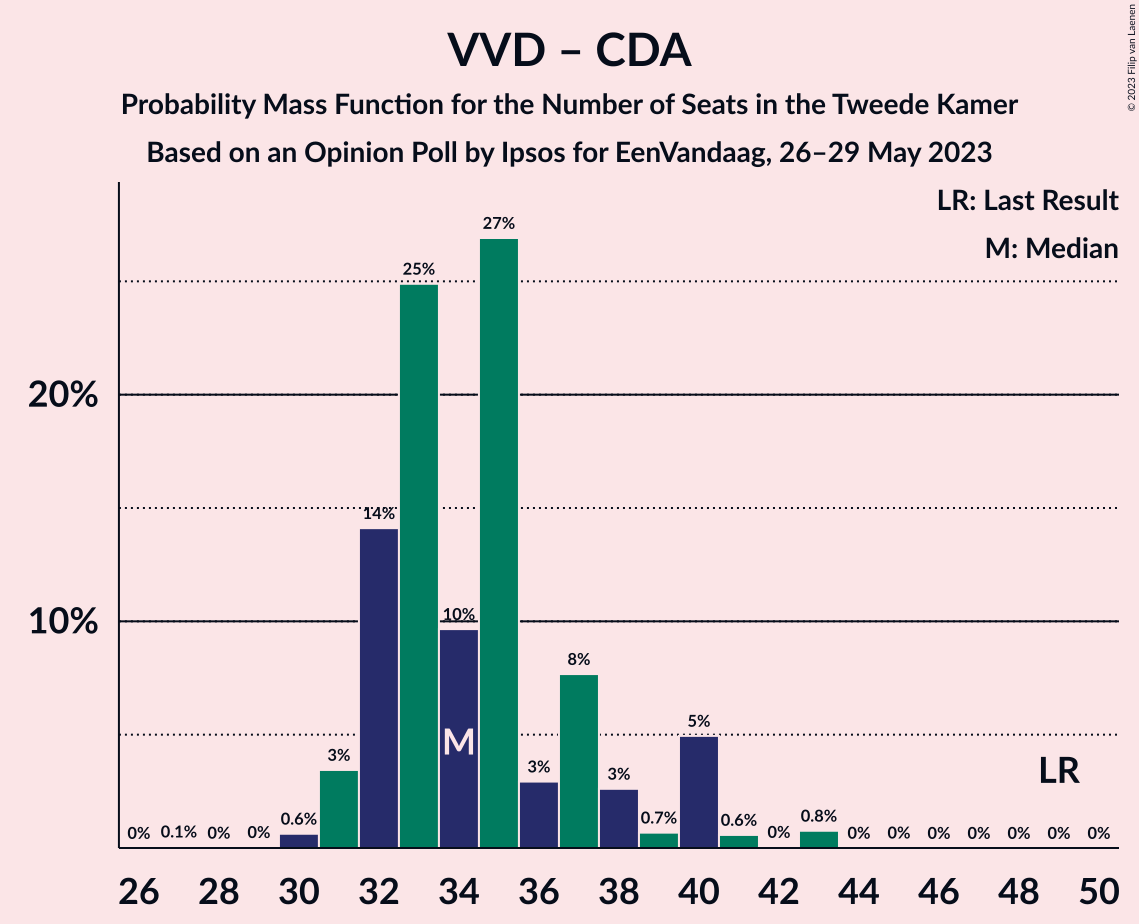 VVD – CDA
Probability Mass Function for the Number of Seats in the Tweede Kamer
Based on an Opinion Poll by Ipsos for EenVandaag, 26–29 May 2023
© 2023 Filip van Laenen
LR: Last Result
M: Median
20%
10%
0% 0.1% 0% 0% 0.6% 3% 14% 25% 10% 27% 3% 8% 3% 0.7% 5% 0.6% 0% 0.8% 0% 0% 0% 0% 0% 0% 0%
M
LR
26 28 30 32 34 36 38 40 42 44 46 48 50